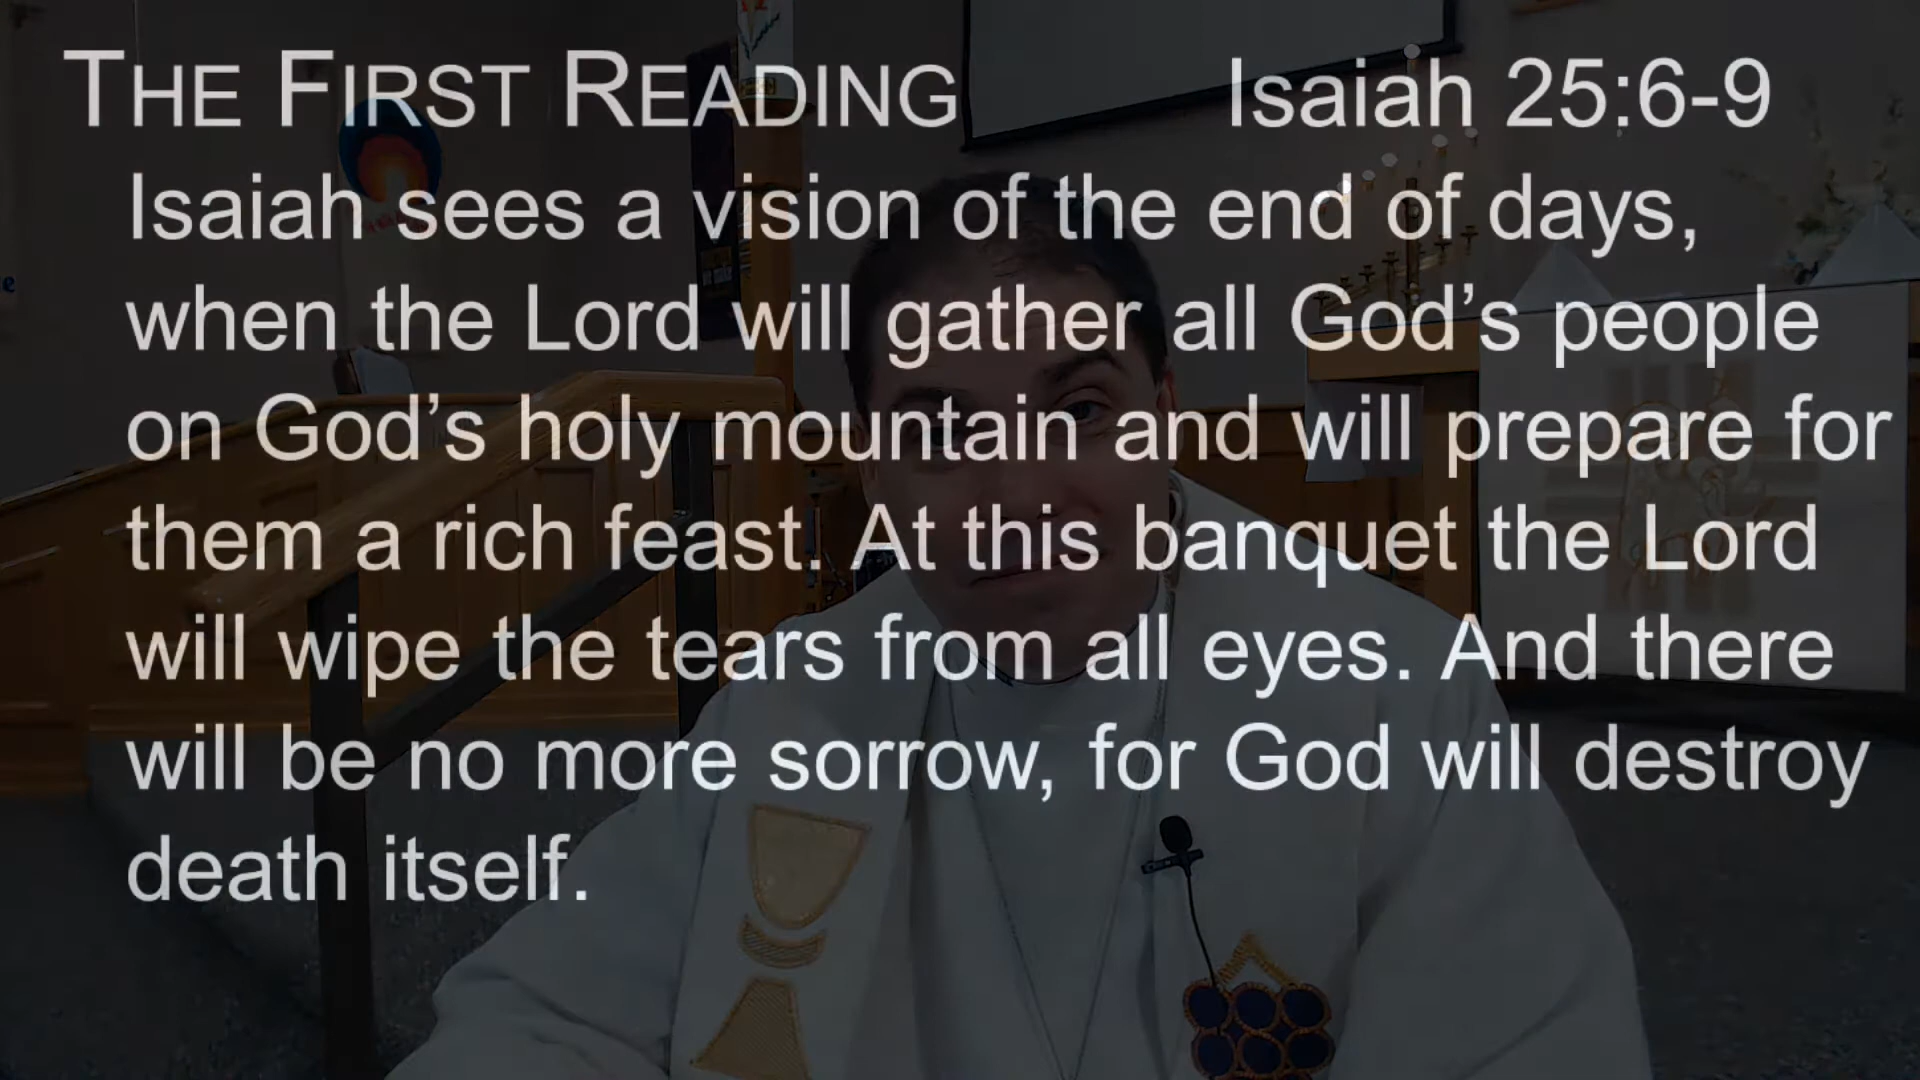 THE FIRST READING Isaiah 25:6-9
Isaiah sees a vision of the end of days,
when the Lord will gather all God’s people
on God’s holy mountain and will prepare for
them a rich feast. At this banquet the Lord
will wipe the tears from all eyes. And there
will be no more sorrow, for God will destroy
death itself.